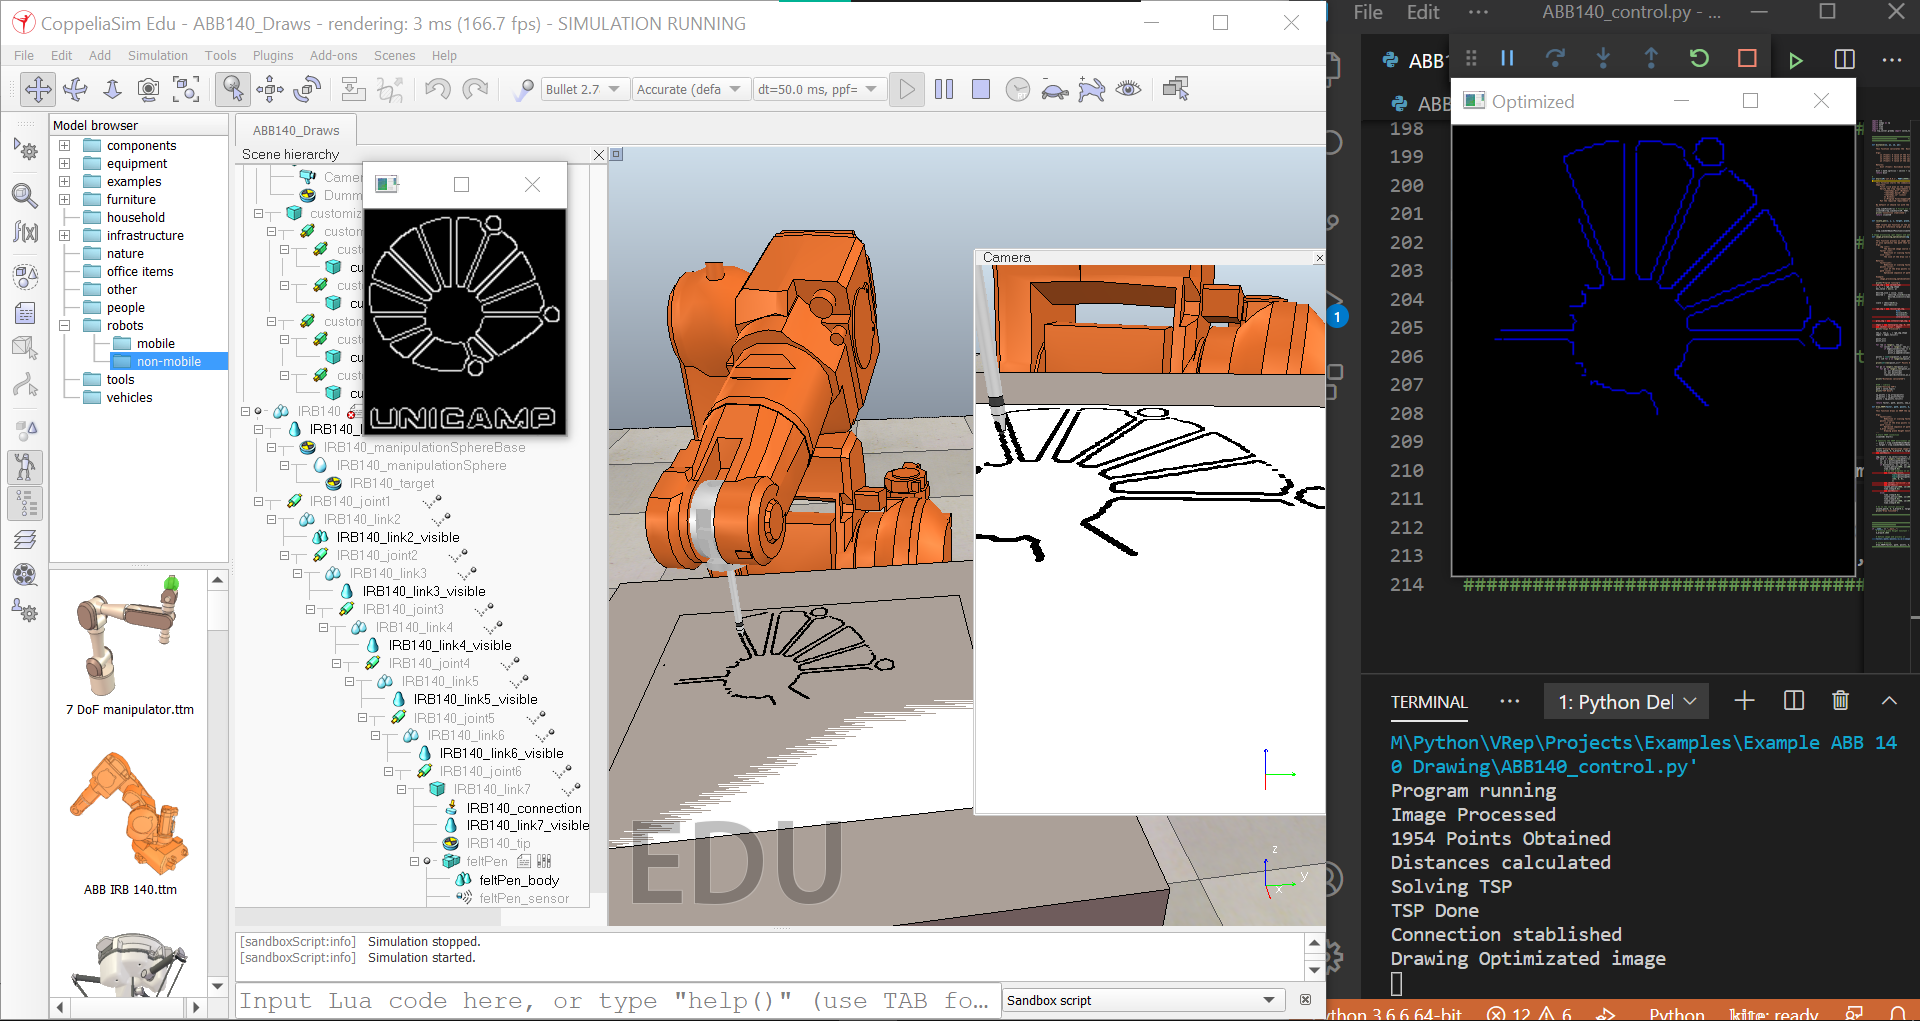 CoppeliaSim Edu - ABB140_Draws - rendering: 3 ms (166.7 fps) - SIMULATION RUNNING
File Edit Add Simulation Tools Plugins Add-ons Scenes Help
Bullet 2.7
Accurate (defa
dt=50.0 ms, ppf=
Model browser
components
equipment
examples
furniture
household
infrastructure
nature
office items
other
people
robots
mobile
non-mobile
tools
vehicles
7 DoF manipulator.ttm
ABB IRB 140.ttm
ABB140_Draws
Scene hierarchy
Camer
Dumm
customiz
custom
cust
cu
cust
cu
custom
cust
cu
cust
cu
IRB140
IRB140_l
IRB140_manipulationSphereBase
IRB140_manipulationSphere
IRB140_target
IRB140_joint1
IRB140_link2
IRB140_link2_visible
IRB140_joint2
IRB140_link3
IRB140_link3_visible
IRB140_joint3
IRB140_link4
IRB140_link4_visible
IRB140_joint4
IRB140_link5
IRB140_link5_visible
IRB140_joint5
IRB140_link6
IRB140_link6_visible
IRB140_joint6
IRB140_link7
IRB140_connection
IRB140_link7_visible
IRB140_tip
feltPen
feltPen_body
feltPen_sensor
UNICAMP
Camera
EDU
z
y
x
[sandboxScript:info] Simulation stopped.
[sandboxScript:info] Simulation started.
Input Lua code here, or type "help()" (use TAB fo...
Sandbox script
File Edit ··· ABB140_control.py - ...
ABB1
ABB
Optimized
1
198
199
200
201
202
203
204
205
206
207
208
209
210
211
212
213
214
######################################
TERMINAL ··· 1: Python Del
M\Python\VRep\Projects\Examples\Example ABB 14
0 Drawing\ABB140_control.py'
Program running
Image Processed
1954 Points Obtained
Distances calculated
Solving TSP
TSP Done
Connection stablished
Drawing Optimizated image
ython 3.6.6 64-bit 12 6 Python kite: ready